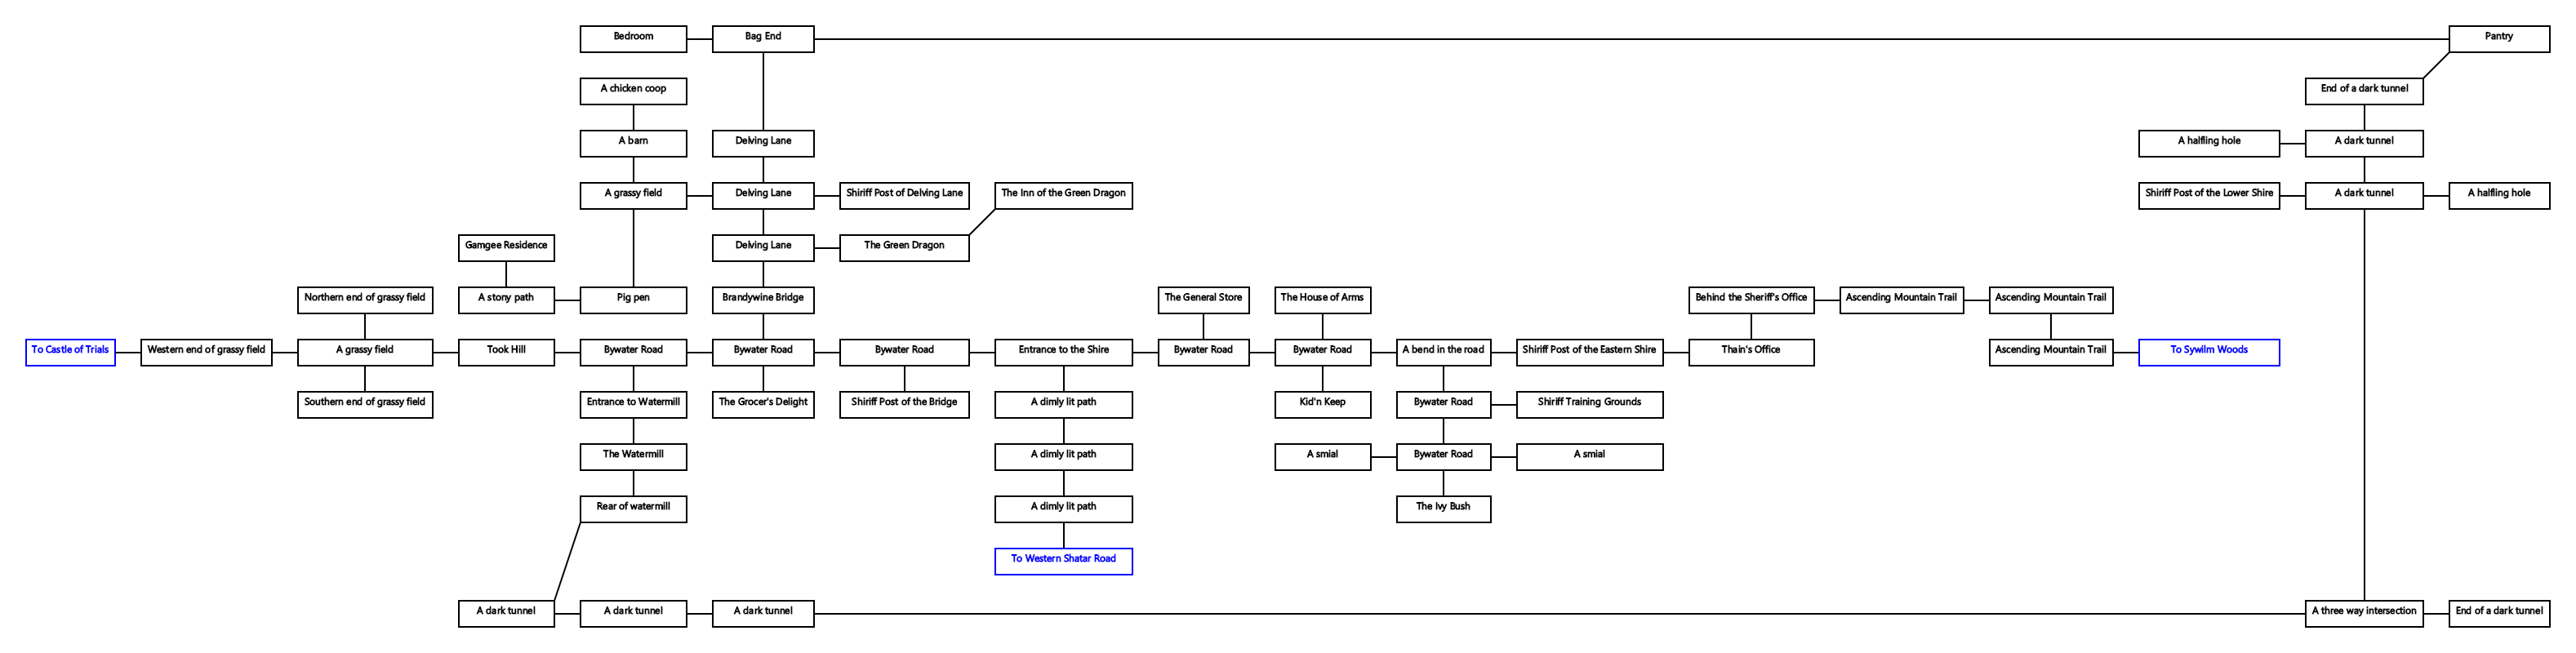 Bedroom
Bag End
Pantry
A chicken coop
End of a dark tunnel
A barn
Delving Lane
A halfling hole
A dark tunnel
A grassy field
Delving Lane
Shiriff Post of Delving Lane
The Inn of the Green Dragon
Shiriff Post of the Lower Shire
A dark tunnel
A halfling hole
Gamgee Residence
Delving Lane
The Green Dragon
Northern end of grassy field
A stony path
Pig pen
Brandywine Bridge
The General Store
The House of Arms
Behind the Sheriff's Office
Ascending Mountain Trail
Ascending Mountain Trail
To Castle of Trials
Western end of grassy field
A grassy field
Took Hill
Bywater Road
Bywater Road
Bywater Road
Entrance to the Shire
Bywater Road
Bywater Road
A bend in the road
Shiriff Post of the Eastern Shire
Thain's Office
Ascending Mountain Trail
To Sywilm Woods
Southern end of grassy field
Entrance to Watermill
The Grocer's Delight
Shiriff Post of the Bridge
A dimly lit path
Kid'n Keep
Bywater Road
Shiriff Training Grounds
The Watermill
A dimly lit path
A smial
Bywater Road
A smial
Rear of watermill
A dimly lit path
The Ivy Bush
To Western Shatar Road
A dark tunnel
A dark tunnel
A dark tunnel
A three way intersection
End of a dark tunnel